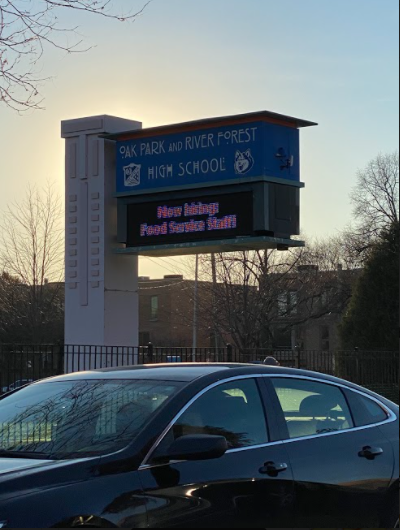 OAK PARK AND RIVER FOREST
HIGH SCHOOL
Now hiring:
Food Service Staff!